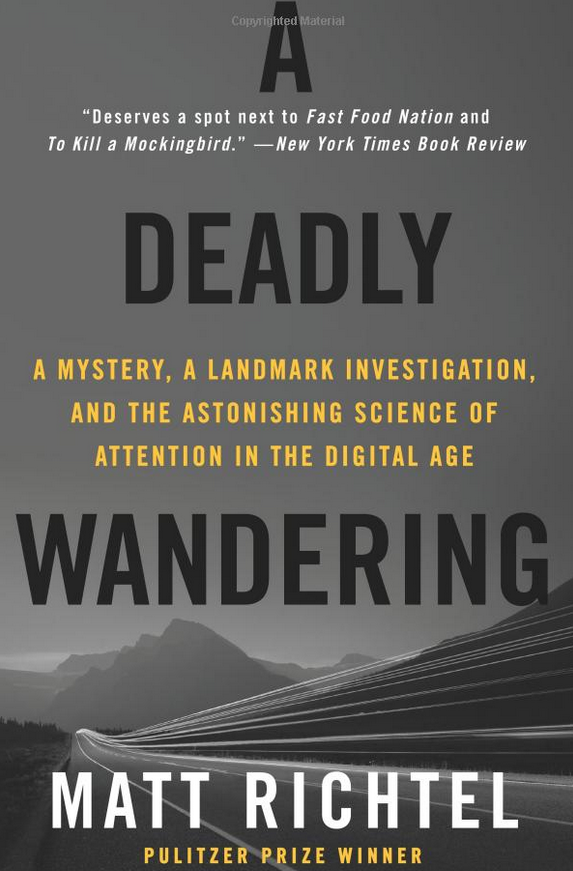 Copyrighted Material
A
“Deserves a spot next to Fast Food Nation and
To Kill a Mockingbird.” —New York Times Book Review
DEADLY
A MYSTERY, A LANDMARK INVESTIGATION,
AND THE ASTONISHING SCIENCE OF
ATTENTION IN THE DIGITAL AGE
WANDERING
MATT RICHTEL
PULITZER PRIZE WINNER